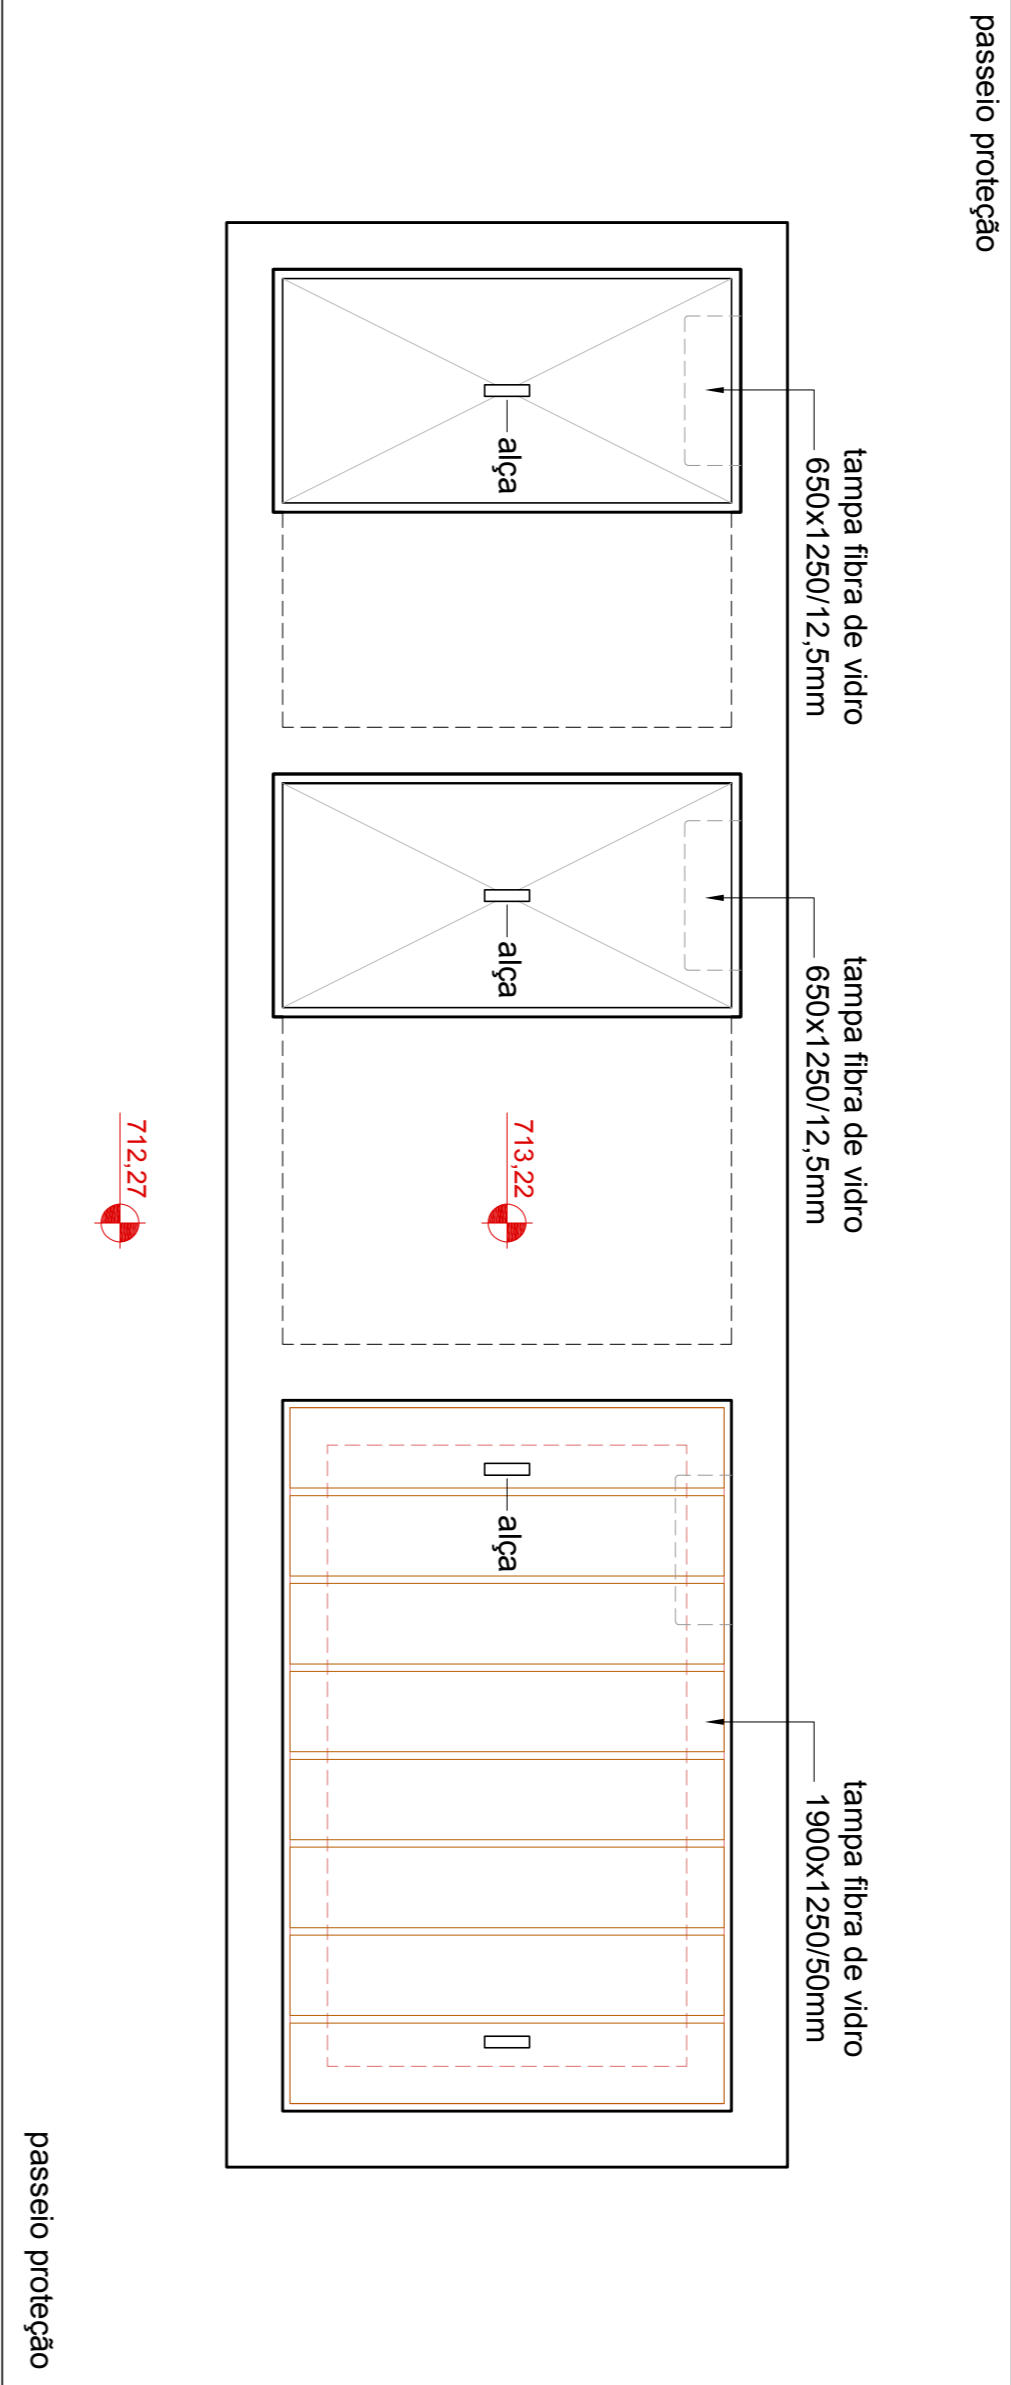 passeio proteção
tampa fibra de vidro
650x1250/12,5mm
tampa fibra de vidro
650x1250/12,5mm
tampa fibra de vidro
1900x1250/50mm
alça
alça
713,22
alça
712,27
passeio proteção